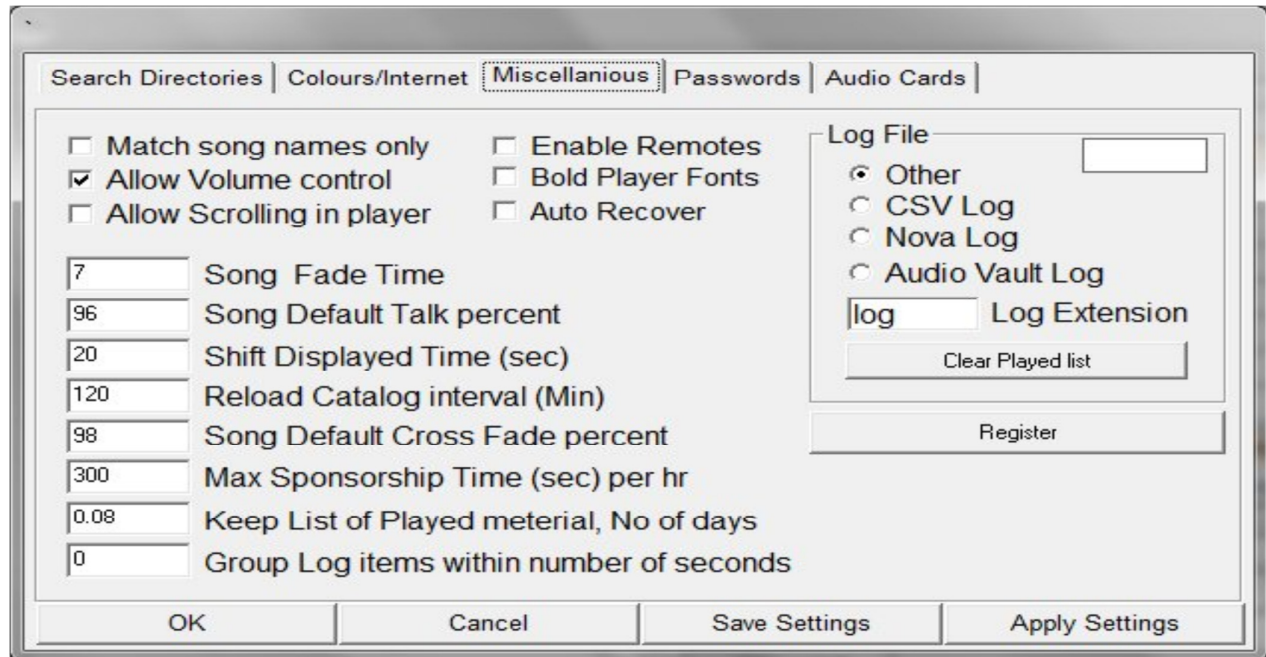 Search Directories
Colours/Internet
Miscellanious
Passwords
Audio Cards
Match song names only
Allow Volume control
Allow Scrolling in player
Enable Remotes
Bold Player Fonts
Auto Recover
7 Song Fade Time
96 Song Default Talk percent
20 Shift Displayed Time (sec)
120 Reload Catalog interval (Min)
98 Song Default Cross Fade percent
300 Max Sponsorship Time (sec) per hr
0.08 Keep List of Played meterial, No of days
0 Group Log items within number of seconds
Log File
Other
CSV Log
Nova Log
Audio Vault Log
log Log Extension
Clear Played list
Register
OK
Cancel
Save Settings
Apply Settings